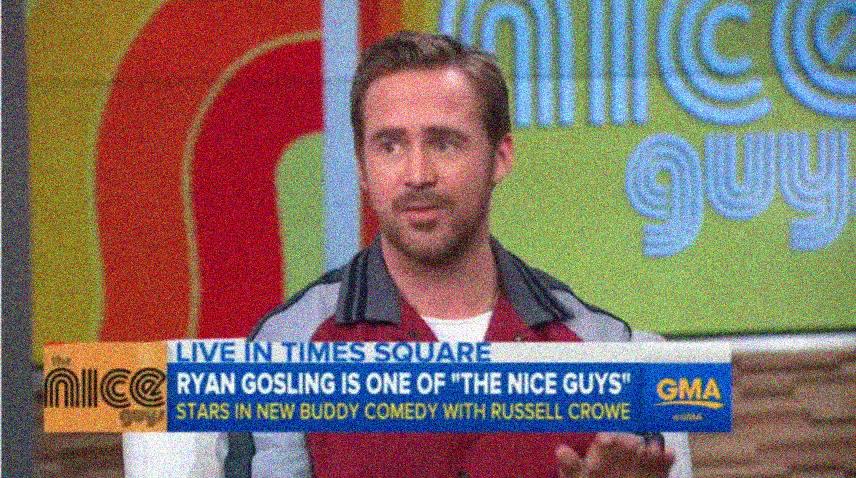 nice
guy
the
nice
guys
LIVE IN TIMES SQUARE
RYAN GOSLING IS ONE OF "THE NICE GUYS"
STARS IN NEW BUDDY COMEDY WITH RUSSELL CROWE
GMA